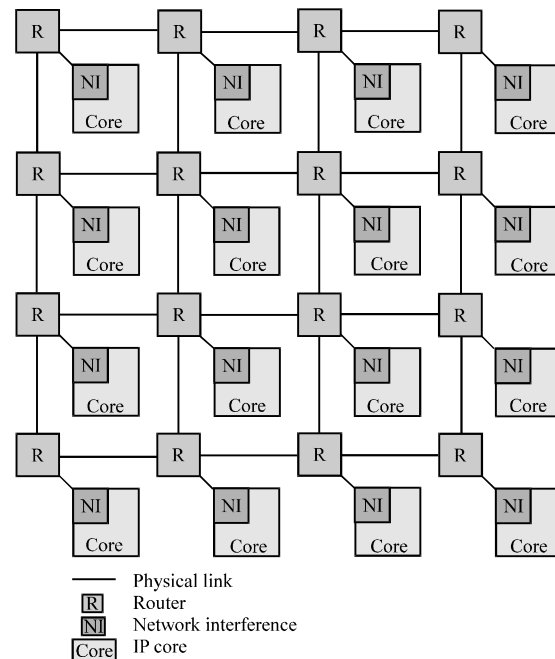 R R R R
NI NI NI NI
Core Core Core Core
R R R R
NI NI NI NI
Core Core Core Core
R R R R
NI NI NI NI
Core Core Core Core
R R R R
NI NI NI NI
Core Core Core Core
Physical link
R Router
NI Network interference
Core IP core